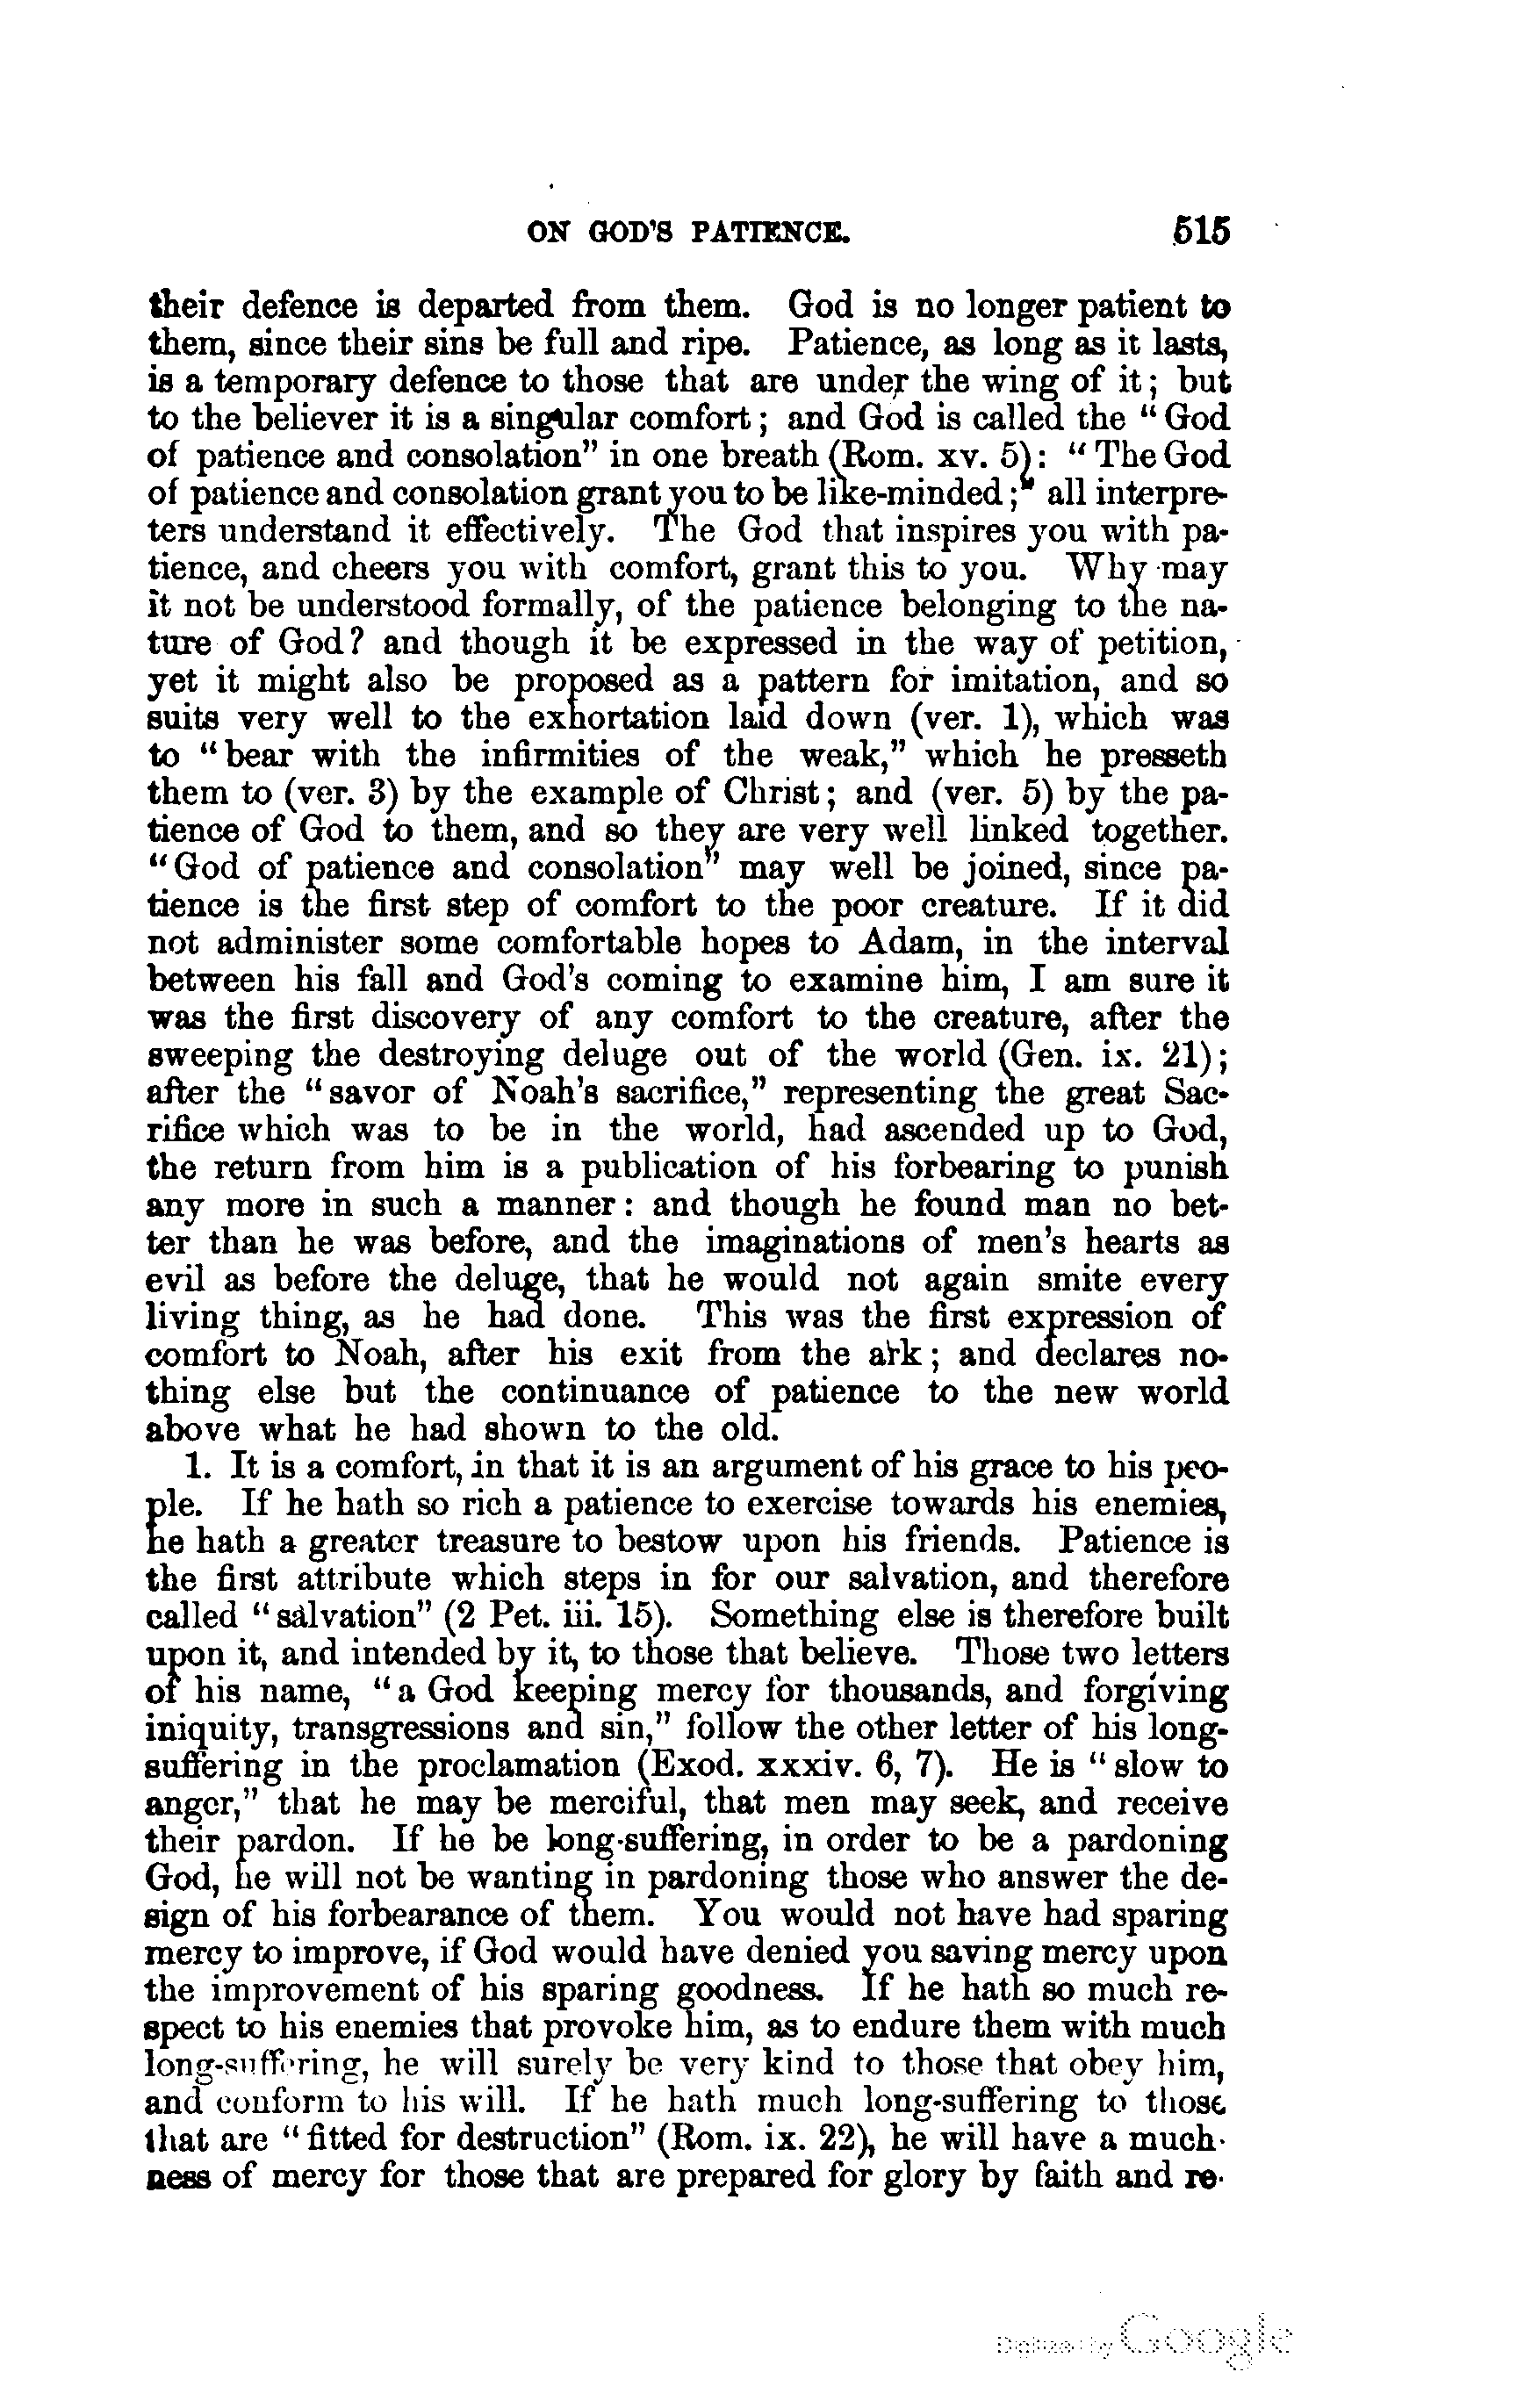 ON GOD'S PATIENCE. 515
their defence is departed from them. God is no longer patient to
them, since their sins be full and ripe. Patience, as long as it lasts,
is a temporary defence to those that are under the wing of it; but
to the believer it is a singular comfort; and God is called the "God
of patience and consolation" in one breath (Rom. xv. 5): "The God
of patience and consolation grant you to be like-minded;" all interpre-
ters understand it effectively. The God that inspires you with pa-
tience, and cheers you with comfort, grant this to you. Why may
it not be understood formally, of the patience belonging to the na-
ture of God? and though it be expressed in the way of petition,
yet it might also be proposed as a pattern for imitation, and so
suits very well to the exhortation laid down (ver. 1), which was
to "bear with the infirmities of the weak," which he presseth
them to (ver. 3) by the example of Christ; and (ver. 5) by the pa-
tience of God to them, and so they are very well linked together.
"God of patience and consolation" may well be joined, since pa-
tience is the first step of comfort to the poor creature. If it did
not administer some comfortable hopes to Adam, in the interval
between his fall and God's coming to examine him, I am sure it
was the first discovery of any comfort to the creature, after the
sweeping the destroying deluge out of the world (Gen. ix. 21);
after the "savor of Noah's sacrifice," representing the great Sac-
rifice which was to be in the world, had ascended up to God,
the return from him is a publication of his forbearing to punish
any more in such a manner: and though he found man no bet-
ter than he was before, and the imaginations of men's hearts as
evil as before the deluge, that he would not again smite every
living thing, as he had done. This was the first expression of
comfort to Noah, after his exit from the ark; and declares no-
thing else but the continuance of patience to the new world
above what he had shown to the old.
1. It is a comfort, in that it is an argument of his grace to his peo-
ple. If he hath so rich a patience to exercise towards his enemies,
he hath a greater treasure to bestow upon his friends. Patience is
the first attribute which steps in for our salvation, and therefore
called "salvation" (2 Pet. iii. 15). Something else is therefore built
upon it, and intended by it, to those that believe. Those two letters
of his name, "a God keeping mercy for thousands, and forgiving
iniquity, transgressions and sin," follow the other letter of his long-
suffering in the proclamation (Exod. xxxiv. 6, 7). He is "slow to
anger," that he may be merciful, that men may seek, and receive
their pardon. If he be long-suffering, in order to be a pardoning
God, he will not be wanting in pardoning those who answer the de-
sign of his forbearance of them. You would not have had sparing
mercy to improve, if God would have denied you saving mercy upon
the improvement of his sparing goodness. If he hath so much re-
spect to his enemies that provoke him, as to endure them with much
long-suffering, he will surely be very kind to those that obey him,
and conform to his will. If he hath much long-suffering to those
that are "fitted for destruction" (Rom. ix. 22), he will have a much-
ness of mercy for those that are prepared for glory by faith and re-
Digitized by Google